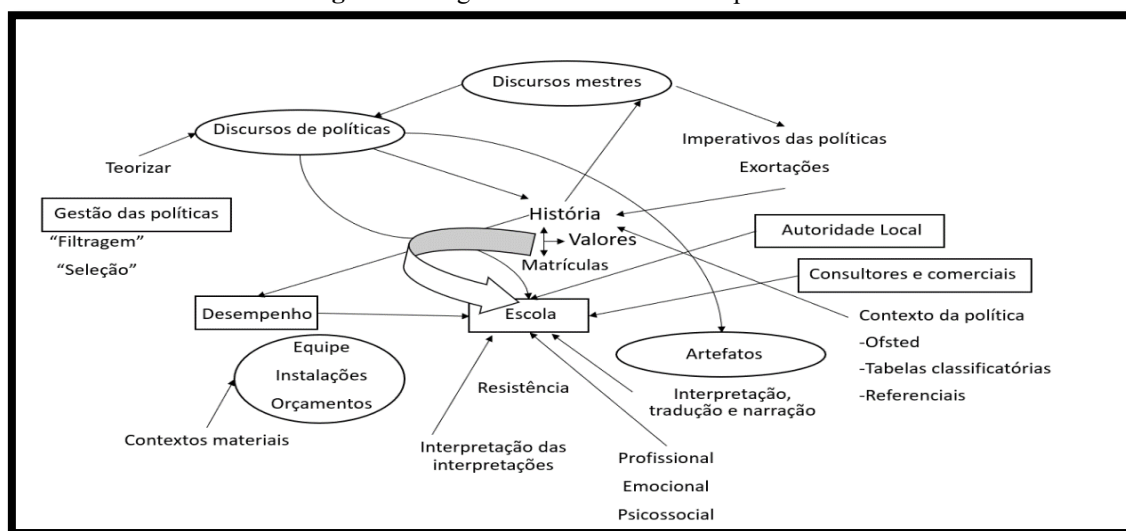 Discursos mestres
Discursos de políticas
Imperativos das políticas
Exortações
Teorizar
Gestão das políticas
“Filtragem”
“Seleção”
História
Valores
Matrículas
Autoridade Local
Consultores e comerciais
Desempenho
Escola
Contexto da política
-Ofsted
-Tabelas classificatórias
-Referenciais
Equipe
Instalações
Orçamentos
Artefatos
Resistência
Interpretação,
tradução e narração
Contextos materiais
Interpretação das
interpretações
Profissional
Emocional
Psicossocial